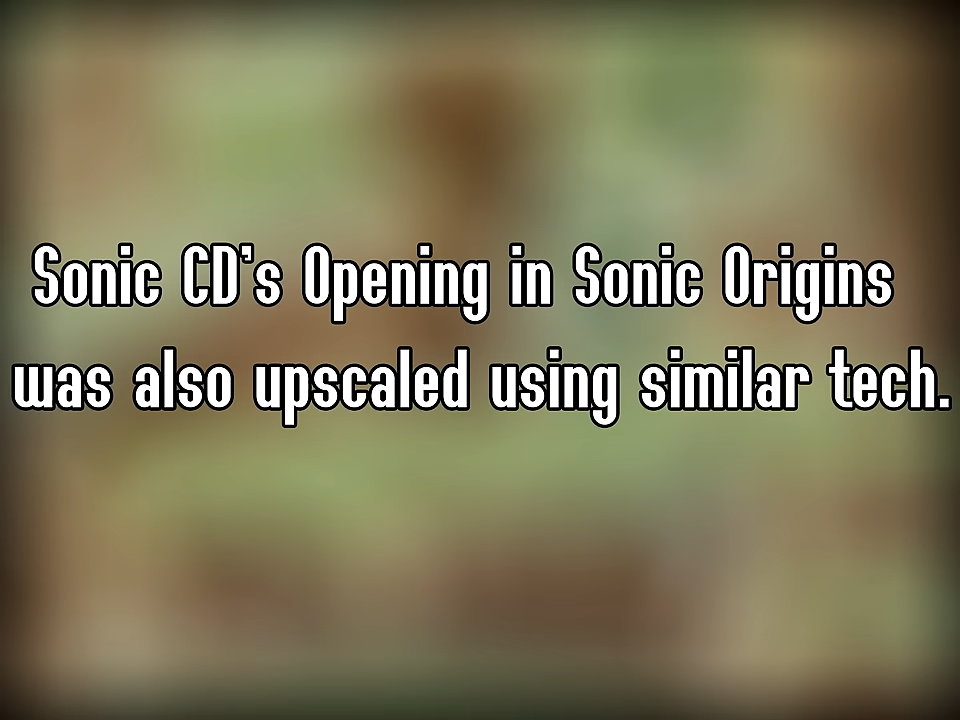 Sonic CD's Opening in Sonic Origins
was also upscaled using similar tech.